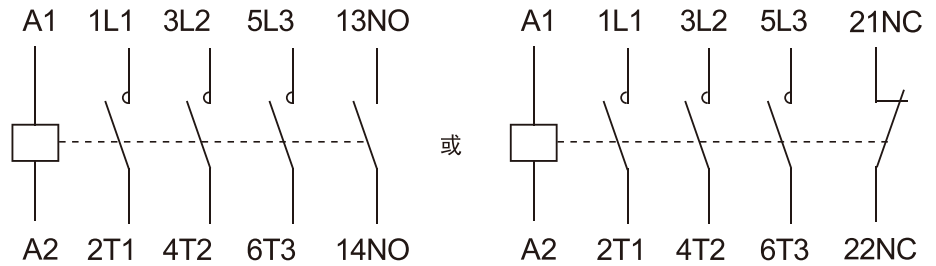 A1 1L1 3L2 5L3 13NO A1 1L1 3L2 5L3 21NC
或
A2 2T1 4T2 6T3 14NO A2 2T1 4T2 6T3 22NC